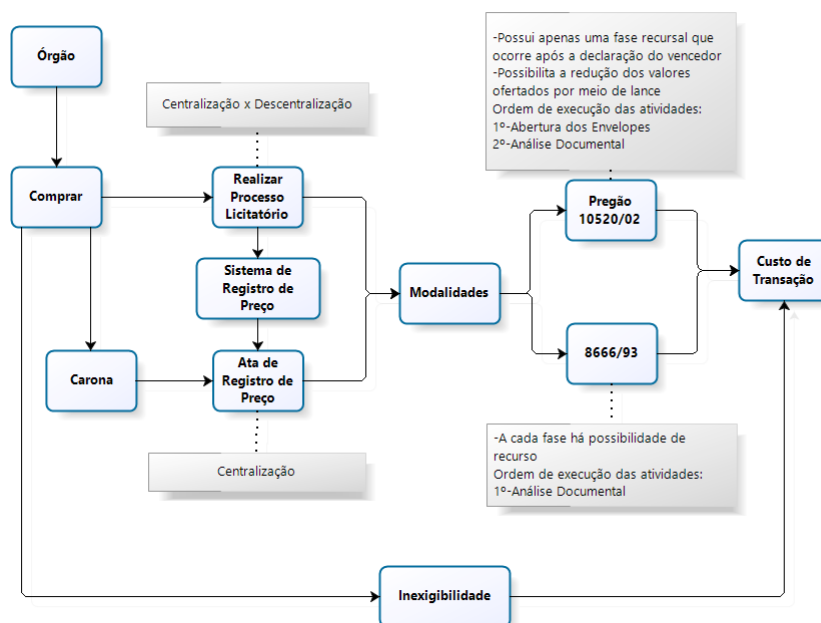 Órgão
-Possui apenas uma fase recursal que
ocorre após a declaração do vencedor
-Possibilita a redução dos valores
ofertados por meio de lance
Ordem de execução das atividades:
1º-Abertura dos Envelopes
2º-Análise Documental
Centralização x Descentralização
Comprar
Realizar
Processo
Licitatório
Pregão
10520/02
Sistema de
Registro de
Preço
Modalidades
Custo de
Transação
Carona
Ata de
Registro de
Preço
8666/93
Centralização
-A cada fase há possibilidade de
recurso
Ordem de execução das atividades:
1º-Análise Documental
Inexigibilidade